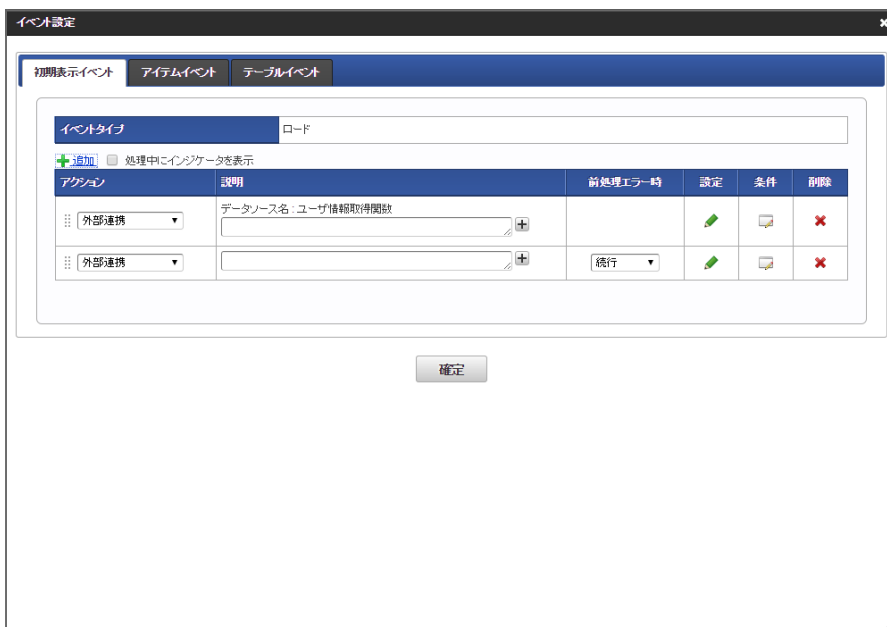 イベント設定
初期表示イベント アイテムイベント テーブルイベント
イベントタイプ ロード
追加 処理中にインジケータを表示
アクション 説明 前処理エラー時 設定 条件 削除
データソース名 : ユーザ情報取得関数
外部連携
外部連携 続行
確定